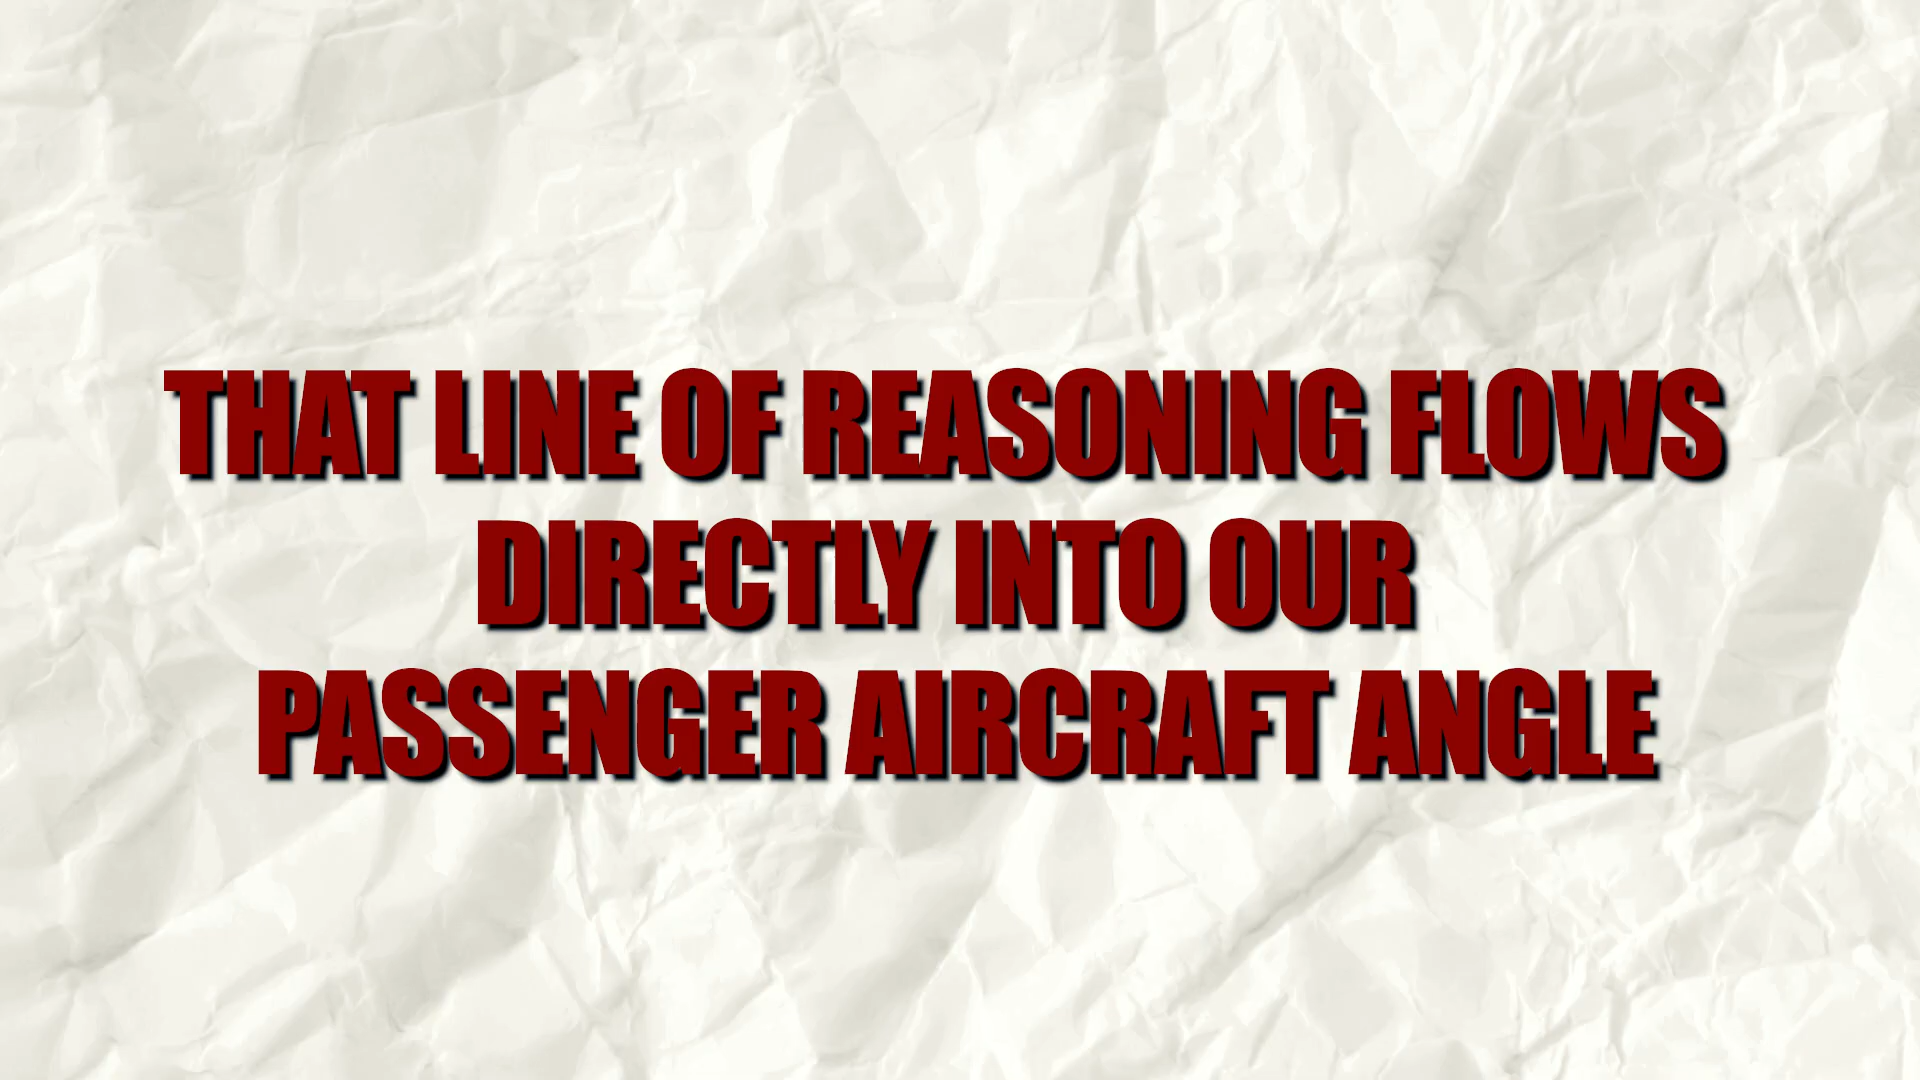 THAT LINE OF REASONING FLOWS
DIRECTLY INTO OUR
PASSENGER AIRCRAFT ANGLE